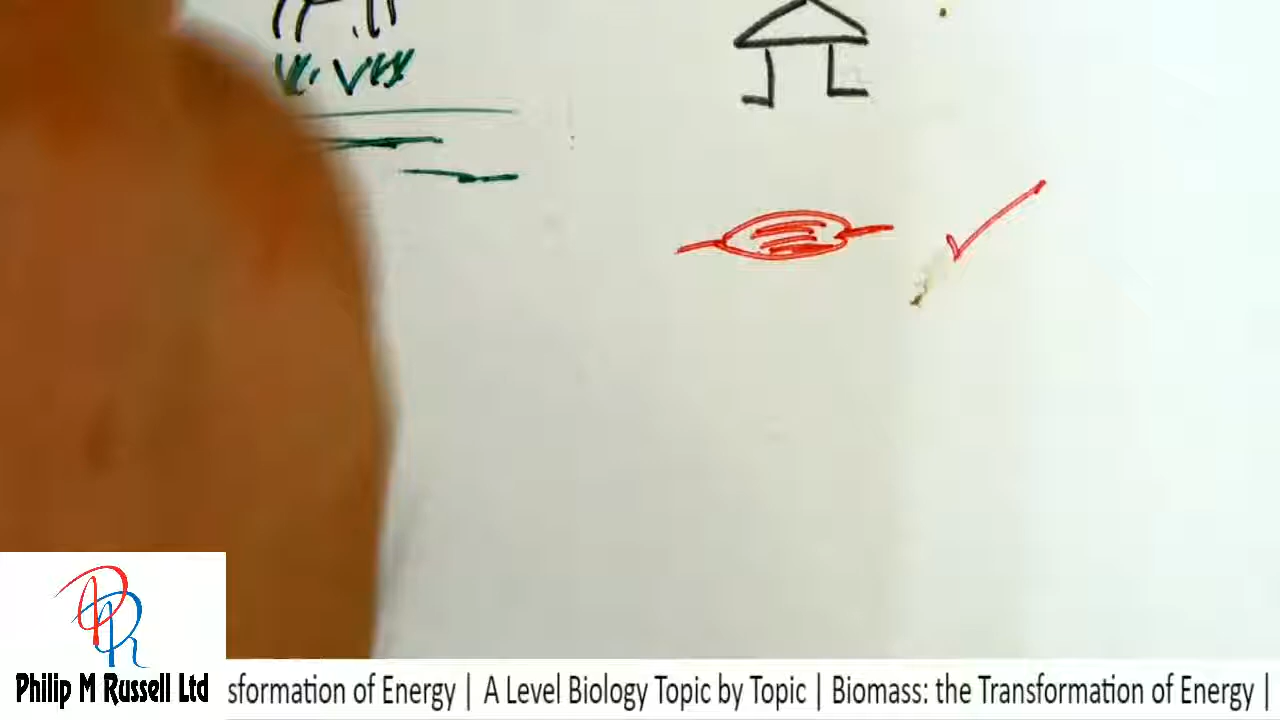 Philip M Russell Ltd
sformation of Energy | A Level Biology Topic by Topic | Biomass: the Transformation of Energy |